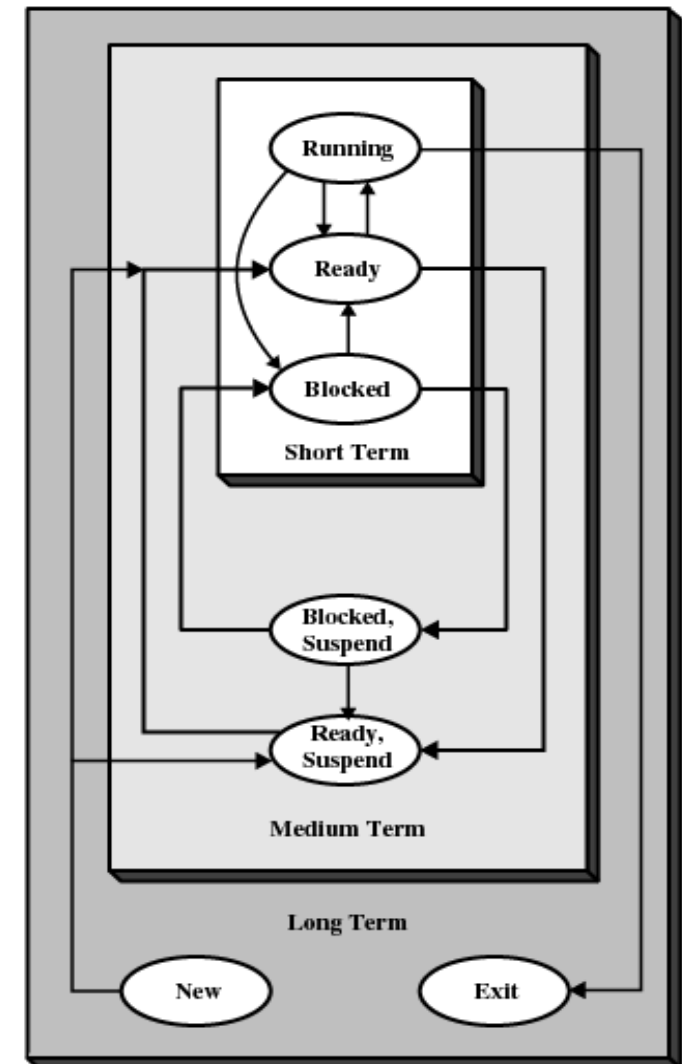 Running
Ready
Blocked
Short Term
Blocked,
Suspend
Ready,
Suspend
Medium Term
Long Term
New
Exit